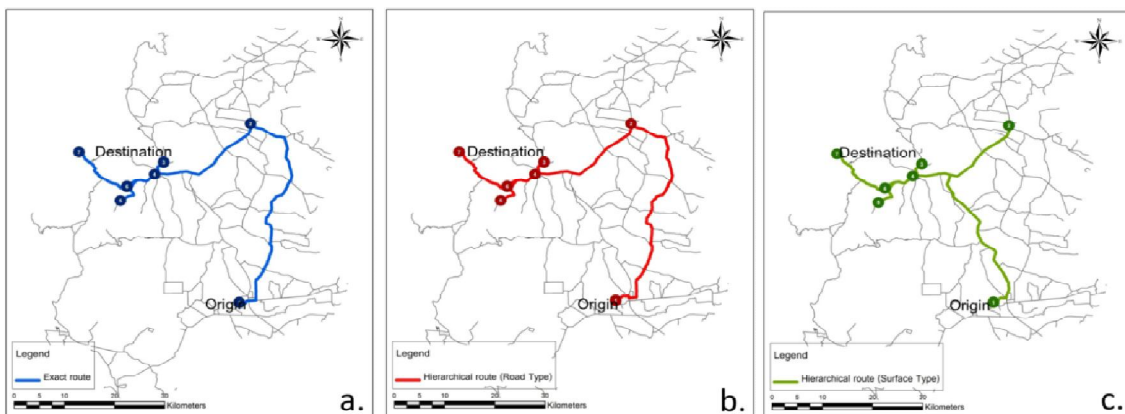 Destination
Origin
Legend
Exact route
0 5 10 20 30
Kilometers
a.
Destination
Origin
Legend
Hierarchical route (Road Type)
0 5 10 20 30
Kilometers
b.
Destination
Origin
Legend
Hierarchical route (Surface Type)
0 5 10 20 30
Kilometers
c.